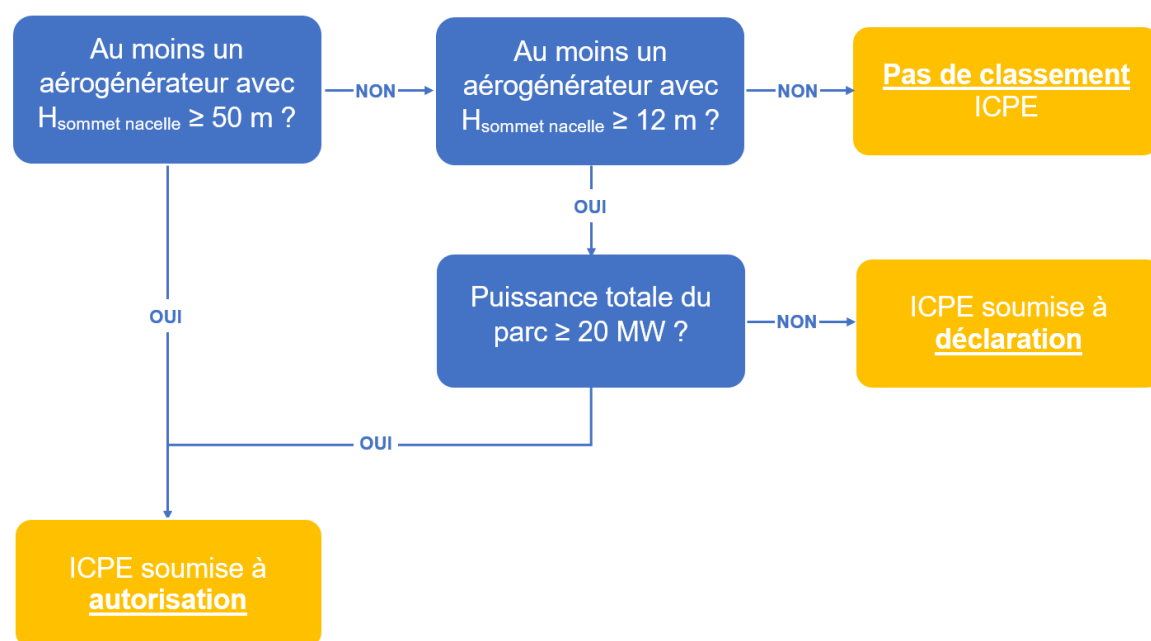 Au moins un
aérogénérateur avec
Hsommet nacelle ≥ 50 m ?
NON
Au moins un
aérogénérateur avec
Hsommet nacelle ≥ 12 m ?
NON
Pas de classement
ICPE
OUI
Puissance totale du
parc ≥ 20 MW ?
NON
ICPE soumise à
déclaration
OUI
OUI
ICPE soumise à
autorisation